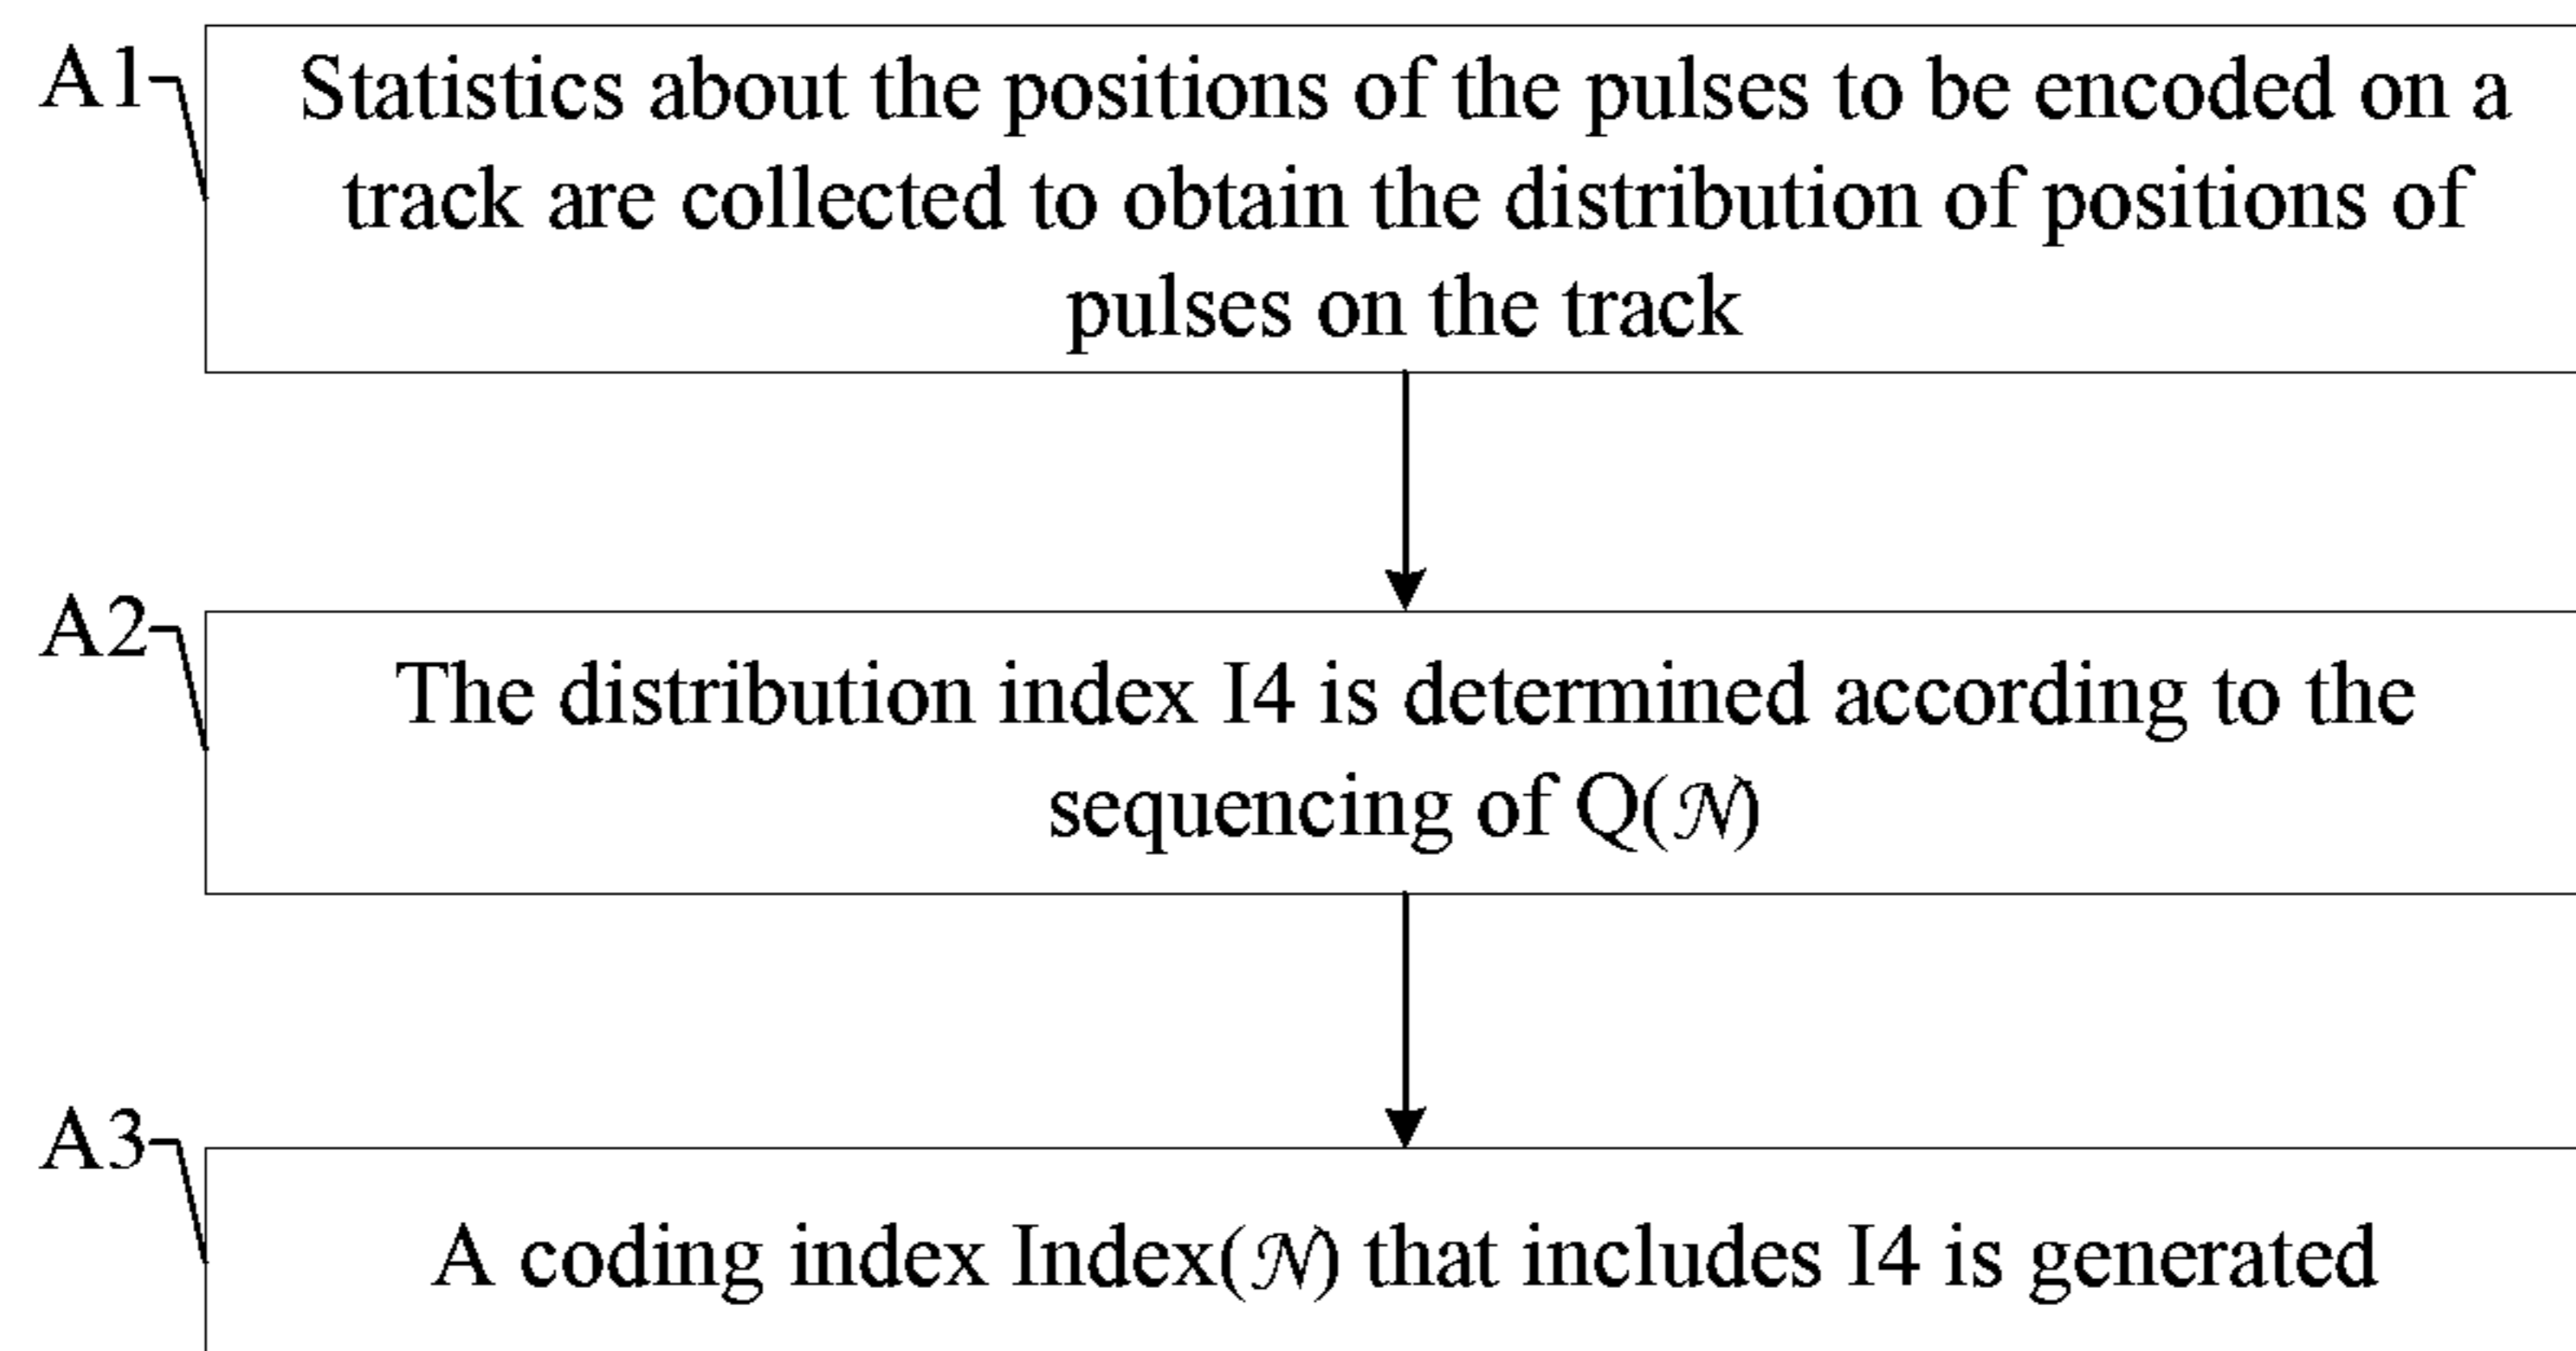 A1
Statistics about the positions of the pulses to be encoded on a
track are collected to obtain the distribution of positions of
pulses on the track
A2
The distribution index I4 is determined according to the
sequencing of Q(𝒩)
A3
A coding index Index(𝒩) that includes I4 is generated